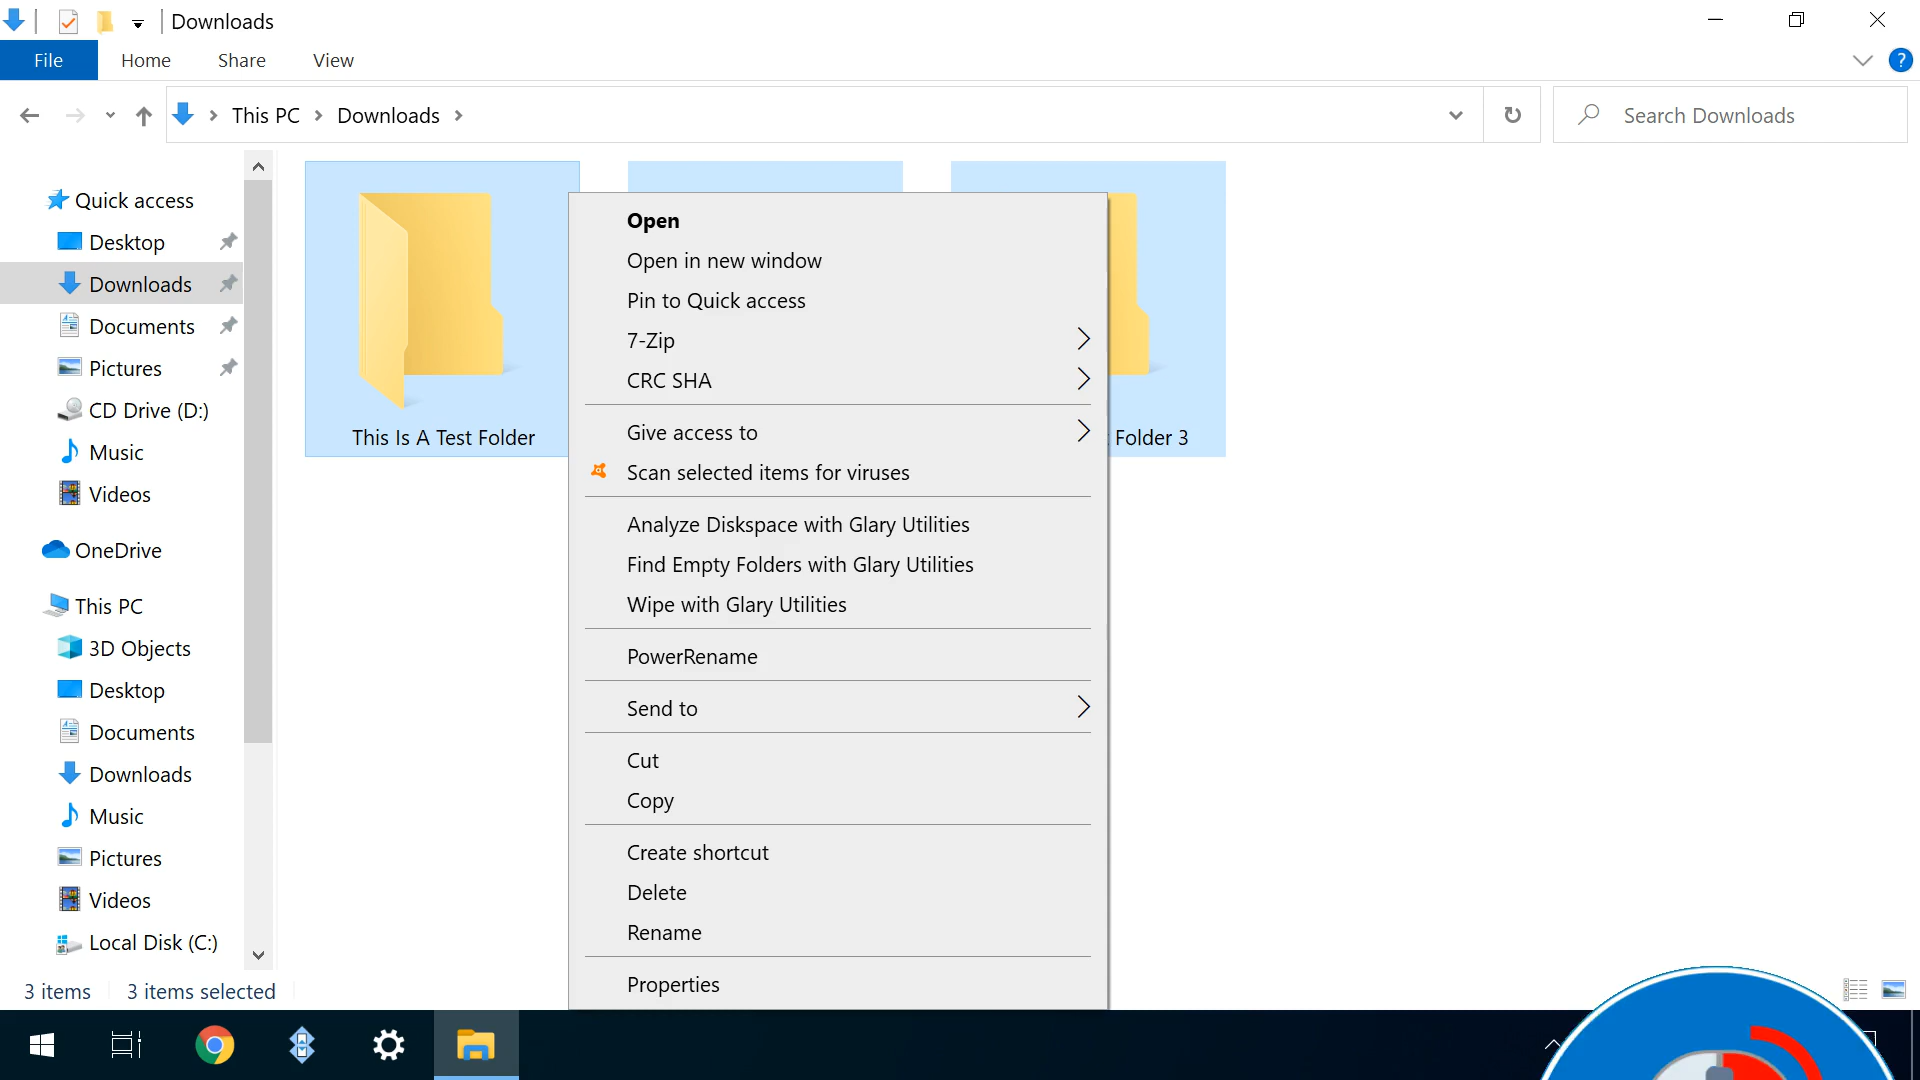 Downloads
File Home Share View
?
This PC Downloads
Search Downloads
Quick access
Desktop
Downloads
Documents
Pictures
CD Drive (D:)
Music
Videos
OneDrive
This PC
3D Objects
Desktop
Documents
Downloads
Music
Pictures
Videos
Local Disk (C:)
This Is A Test Folder
Folder 3
Open
Open in new window
Pin to Quick access
7-Zip
CRC SHA
Give access to
Scan selected items for viruses
Analyze Diskspace with Glary Utilities
Find Empty Folders with Glary Utilities
Wipe with Glary Utilities
PowerRename
Send to
Cut
Copy
Create shortcut
Delete
Rename
Properties
3 items 3 items selected